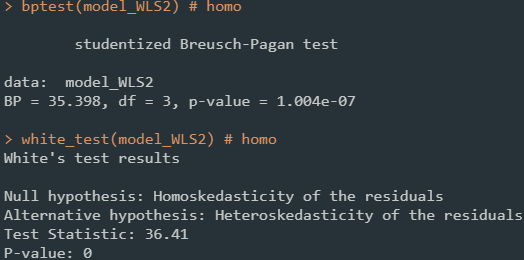 > bptest(model_WLS2) # homo
studentized Breusch-Pagan test
data:  model_WLS2
BP = 35.398, df = 3, p-value = 1.004e-07
> white_test(model_WLS2) # homo
White's test results
Null hypothesis: Homoskedasticity of the residuals
Alternative hypothesis: Heteroskedasticity of the residuals
Test Statistic: 36.41
P-value: 0